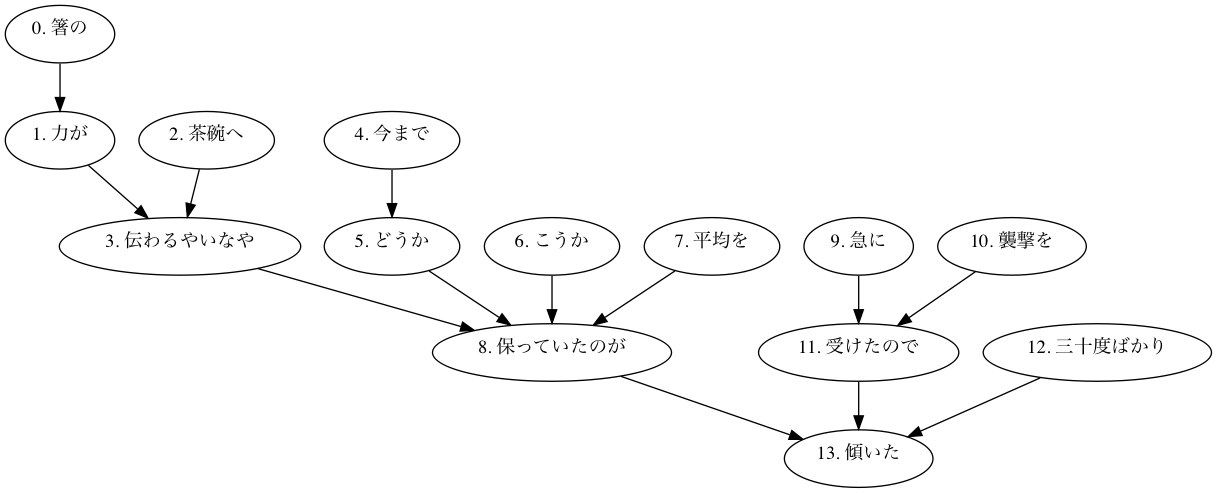 0. 箸の
1. 力が
2. 茶碗へ
4. 今まで
3. 伝わるやいなや
5. どうか
6. こうか
7. 平均を
9. 急に
10. 襲撃を
8. 保っていたのが
11. 受けたので
12. 三十度ばかり
13. 傾いた